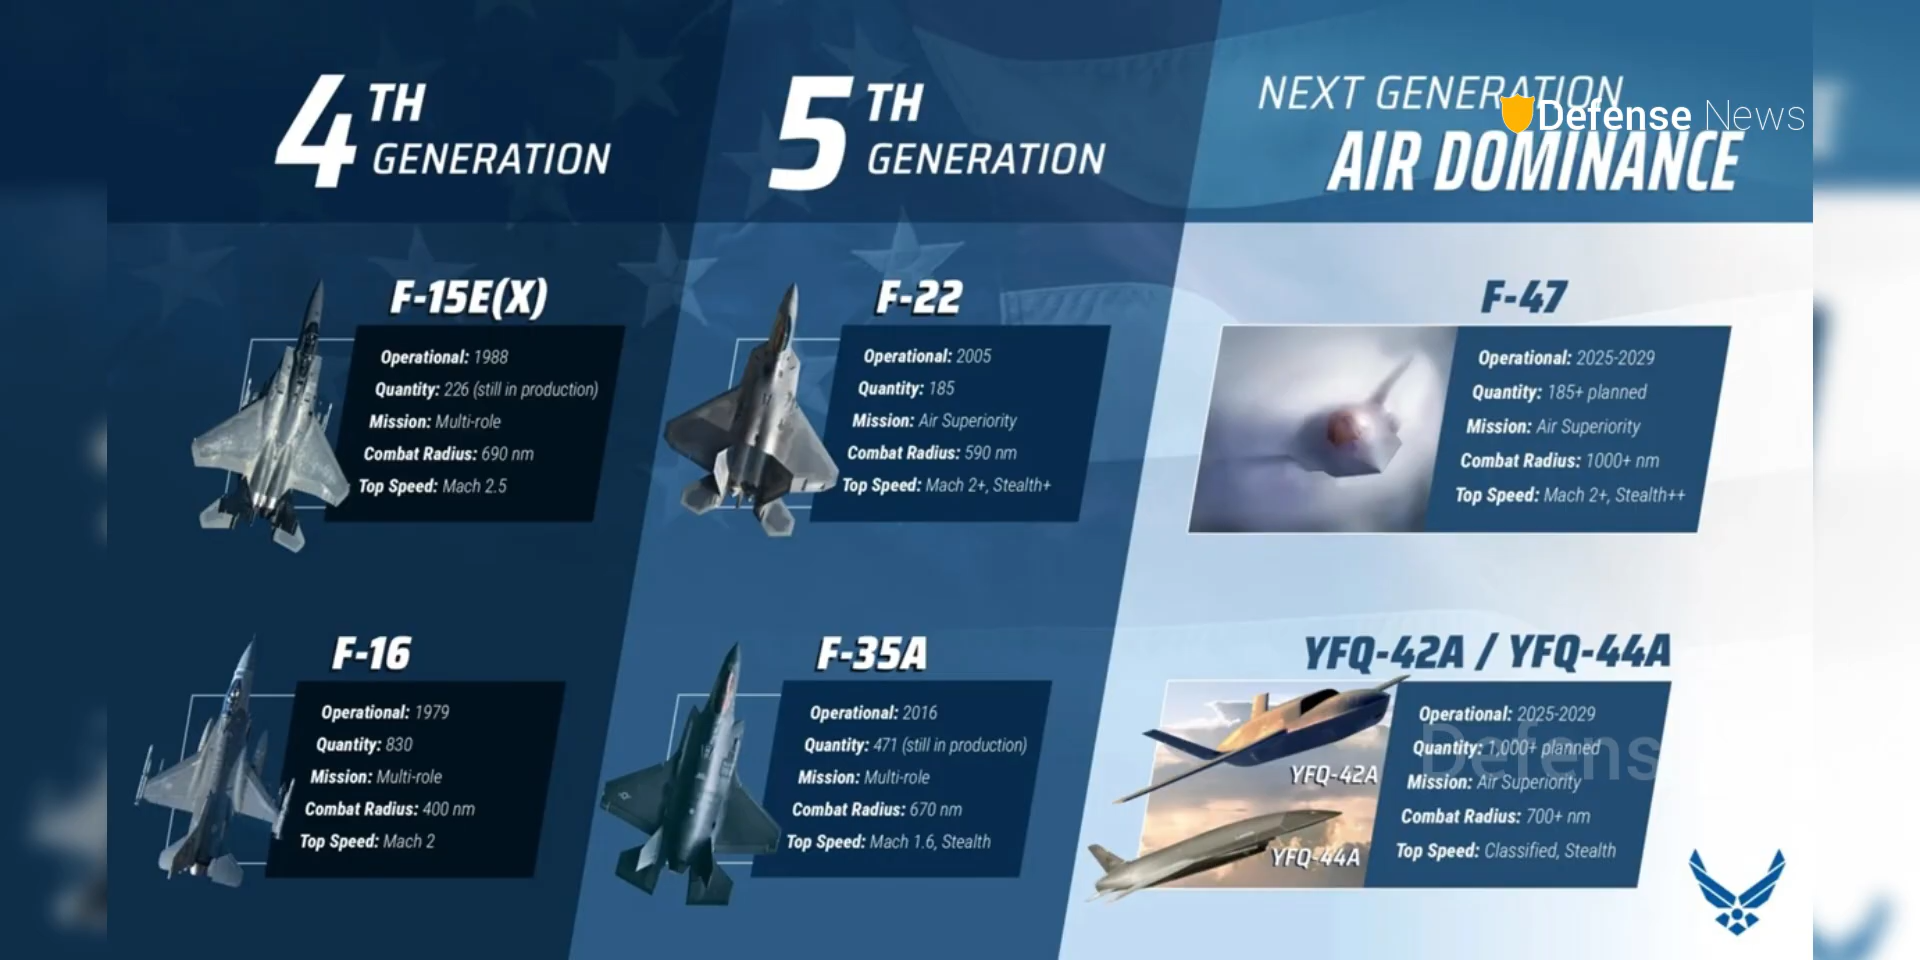 4TH
GENERATION
5TH
GENERATION
NEXT GENERATION
AIR DOMINANCE
Defense News
F-15E(X)
Operational: 1988
Quantity: 226 (still in production)
Mission: Multi-role
Combat Radius: 690 nm
Top Speed: Mach 2.5
F-22
Operational: 2005
Quantity: 185
Mission: Air Superiority
Combat Radius: 590 nm
Top Speed: Mach 2+, Stealth+
F-47
Operational: 2025-2029
Quantity: 185+ planned
Mission: Air Superiority
Combat Radius: 1000+ nm
Top Speed: Mach 2+, Stealth++
F-16
Operational: 1979
Quantity: 830
Mission: Multi-role
Combat Radius: 400 nm
Top Speed: Mach 2
F-35A
Operational: 2016
Quantity: 471 (still in production)
Mission: Multi-role
Combat Radius: 670 nm
Top Speed: Mach 1.6, Stealth
YFQ-42A / YFQ-44A
YFQ-42A
YFQ-44A
Operational: 2025-2029
Quantity: 1,000+ planned
Mission: Air Superiority
Combat Radius: 700+ nm
Top Speed: Classified, Stealth
Defens